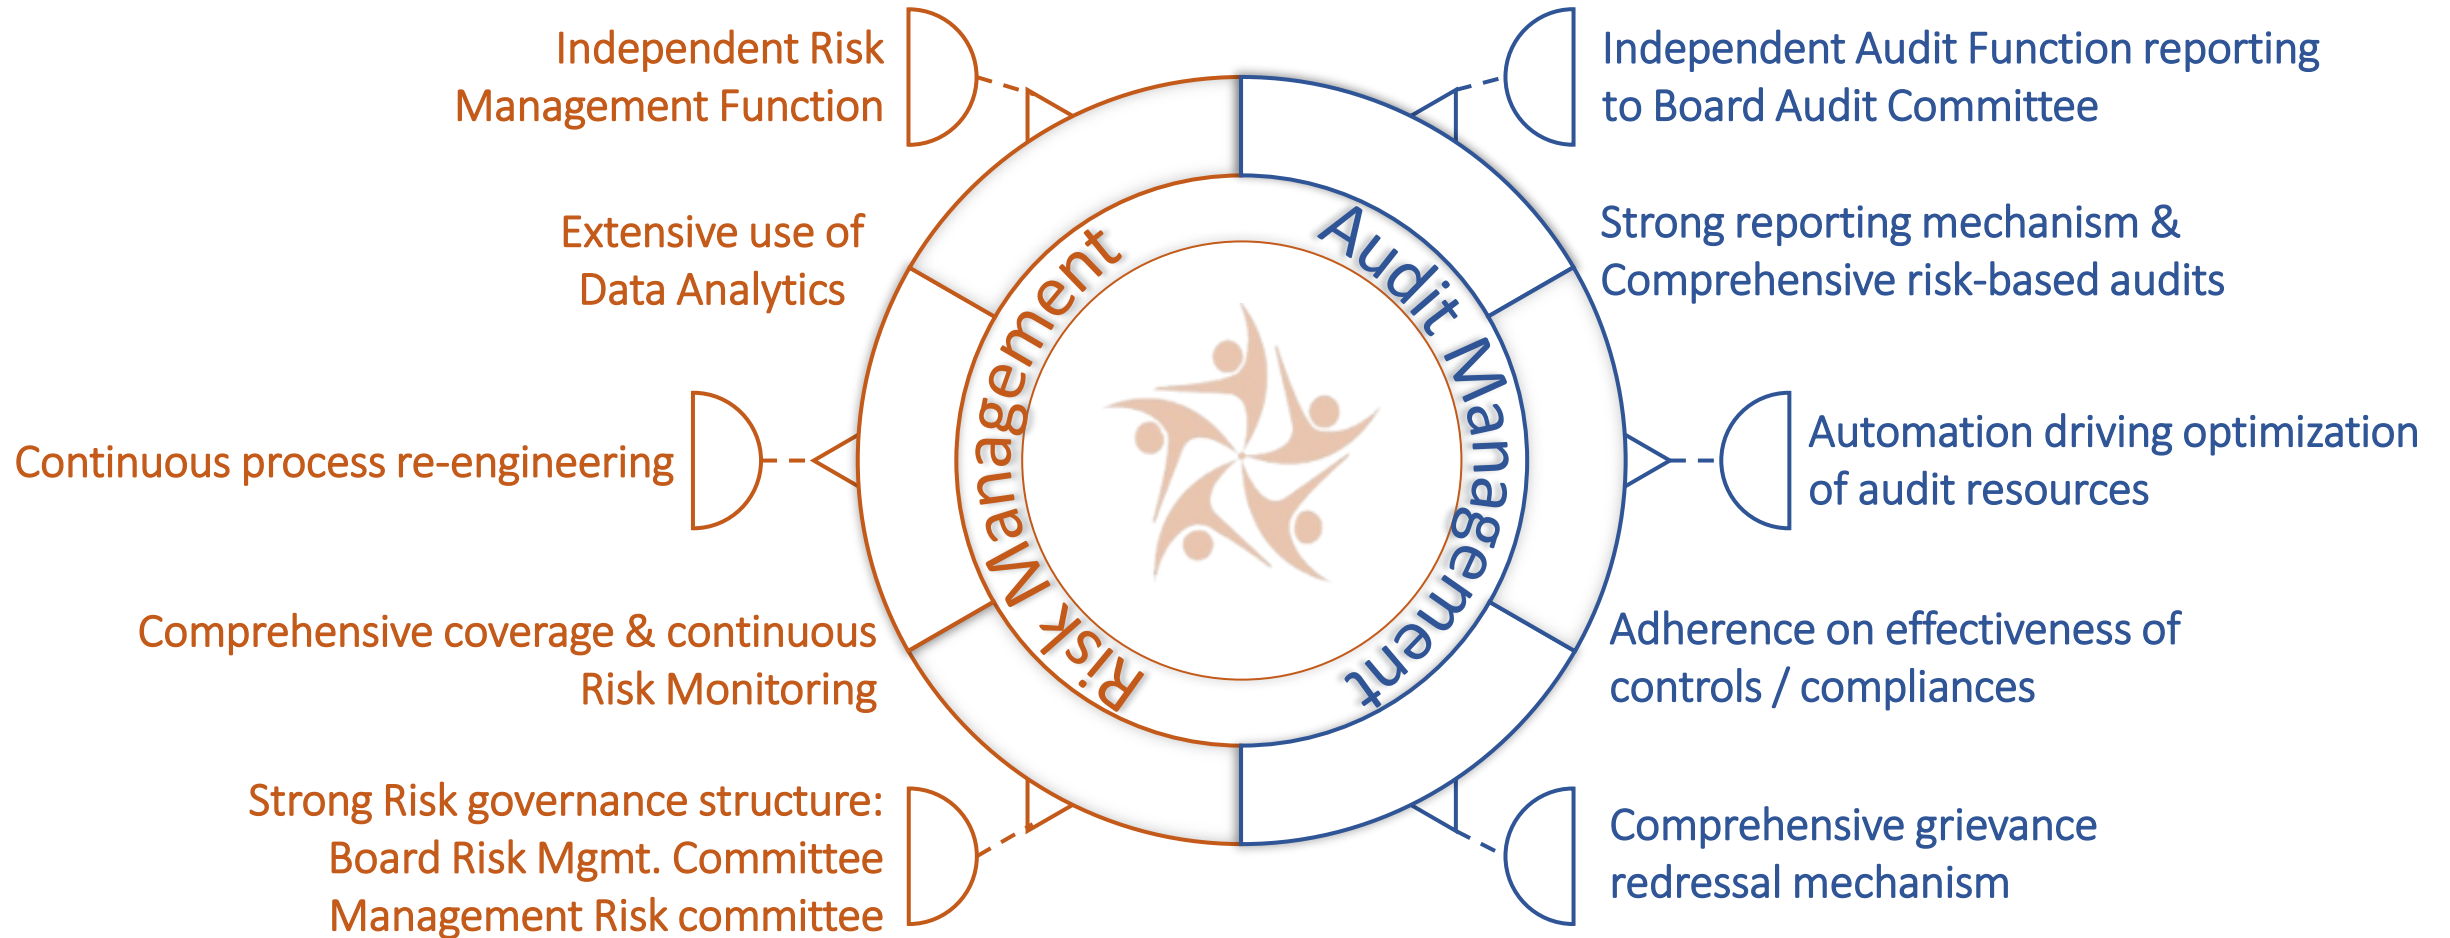 Independent Risk
Management Function
Extensive use of
Data Analytics
Continuous process re-engineering
Comprehensive coverage & continuous
Risk Monitoring
Strong Risk governance structure:
Board Risk Mgmt. Committee
Management Risk committee
Risk Management
Audit Management
Independent Audit Function reporting
to Board Audit Committee
Strong reporting mechanism &
Comprehensive risk-based audits
Automation driving optimization
of audit resources
Adherence on effectiveness of
controls / compliances
Comprehensive grievance
redressal mechanism